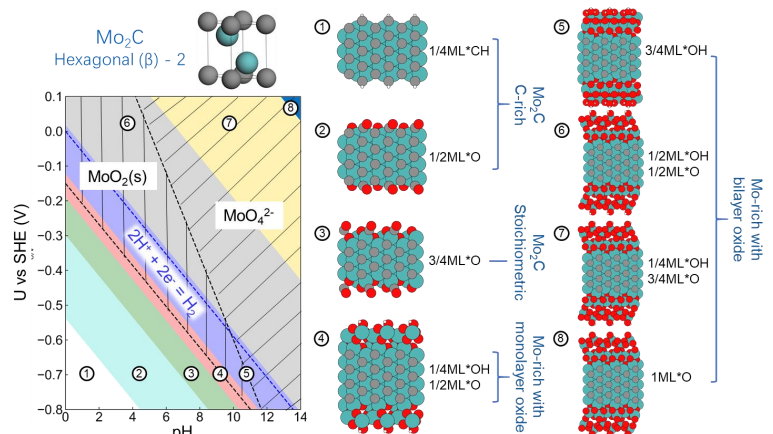 Mo₂C
Hexagonal (β) - 2
U vs SHE (V)
0.1
0.0
−0.1
−0.2
−0.3
−0.4
−0.5
−0.6
−0.7
−0.8
0
2
4
6
8
10
12
14
pH
MoO₂(s)
MoO₄²⁻
2H⁺ + 2e⁻ = H₂
6
7
8
1
2
3
4
5
1
1/4ML*CH
2
1/2ML*O
Mo₂C
C-rich
3
3/4ML*O
Mo₂C
Stoichiometric
4
1/4ML*OH
1/2ML*O
Mo-rich with
monolayer oxide
5
3/4ML*OH
6
1/2ML*OH
1/2ML*O
7
1/4ML*OH
3/4ML*O
8
1ML*O
Mo-rich with
bilayer oxide